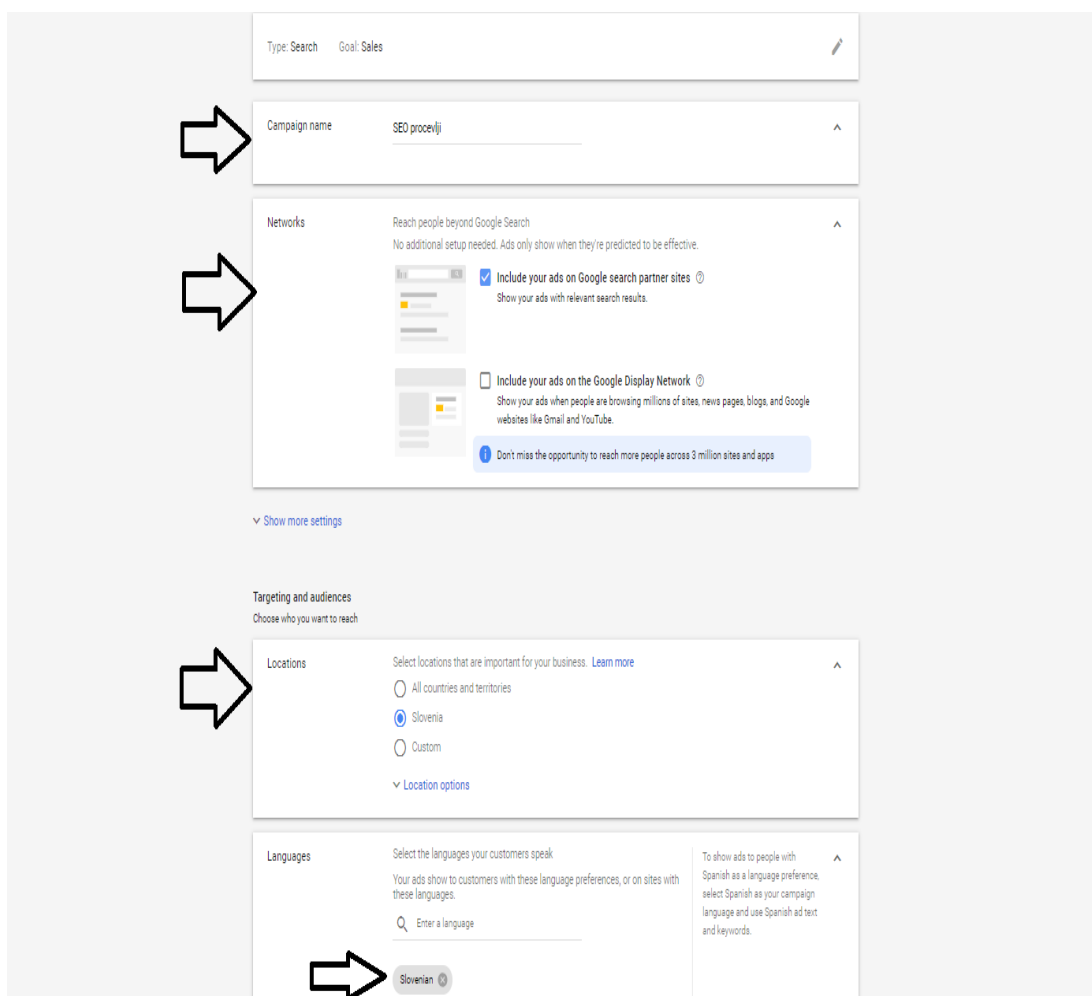 Type: Search Goal: Sales
Campaign name
SEO procevlji
Networks
Reach people beyond Google Search
No additional setup needed. Ads only show when they're predicted to be effective.
Include your ads on Google search partner sites
Show your ads with relevant search results.
Include your ads on the Google Display Network
Show your ads when people are browsing millions of sites, news pages, blogs, and Google
websites like Gmail and YouTube.
Don't miss the opportunity to reach more people across 3 million sites and apps
Show more settings
Targeting and audiences
Choose who you want to reach
Locations
Select locations that are important for your business. Learn more
All countries and territories
Slovenia
Custom
Location options
Languages
Select the languages your customers speak
Your ads show to customers with these language preferences, or on sites with
these languages.
Enter a language
Slovenian
To show ads to people with
Spanish as a language preference,
select Spanish as your campaign
language and use Spanish ad text
and keywords.